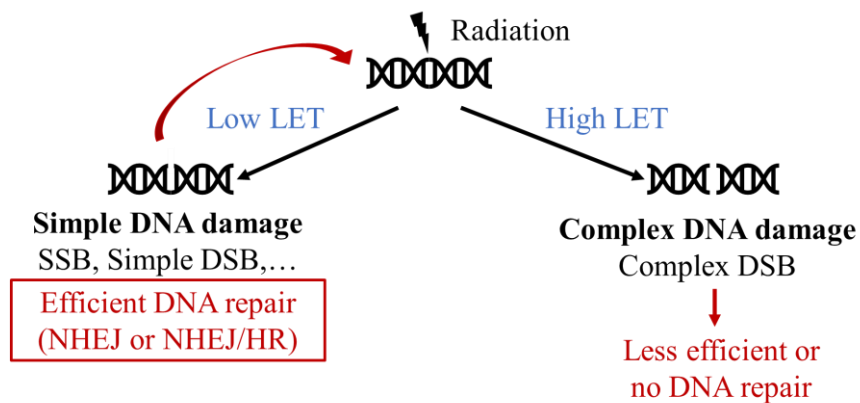 Radiation
Low LET
High LET
Simple DNA damage
SSB, Simple DSB,…
Efficient DNA repair
(NHEJ or NHEJ/HR)
Complex DNA damage
Complex DSB
Less efficient or
no DNA repair